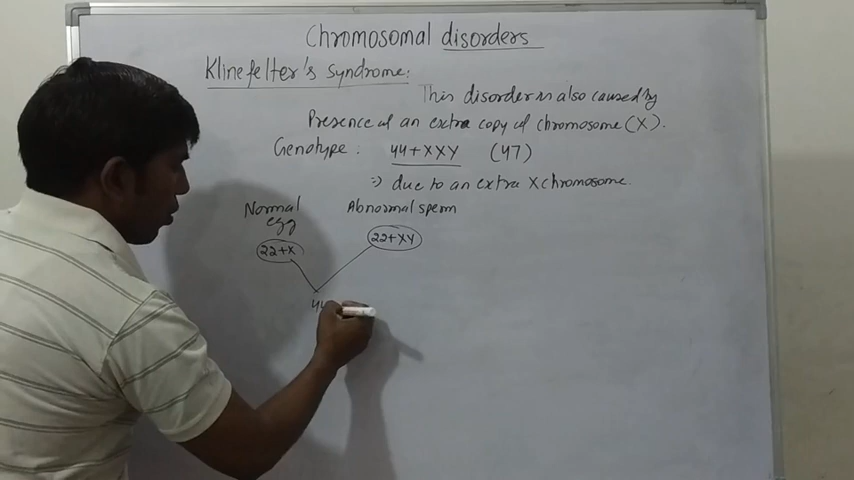 Chromosomal disorders
Klinefelter's syndrome:
This disorder is also caused by
Presence of an extra copy of chromosome (X).
Genotype : 44+XXY (47)
=> due to an extra X chromosome.
Normal egg
Abnormal sperm
22+X
22+XY
44